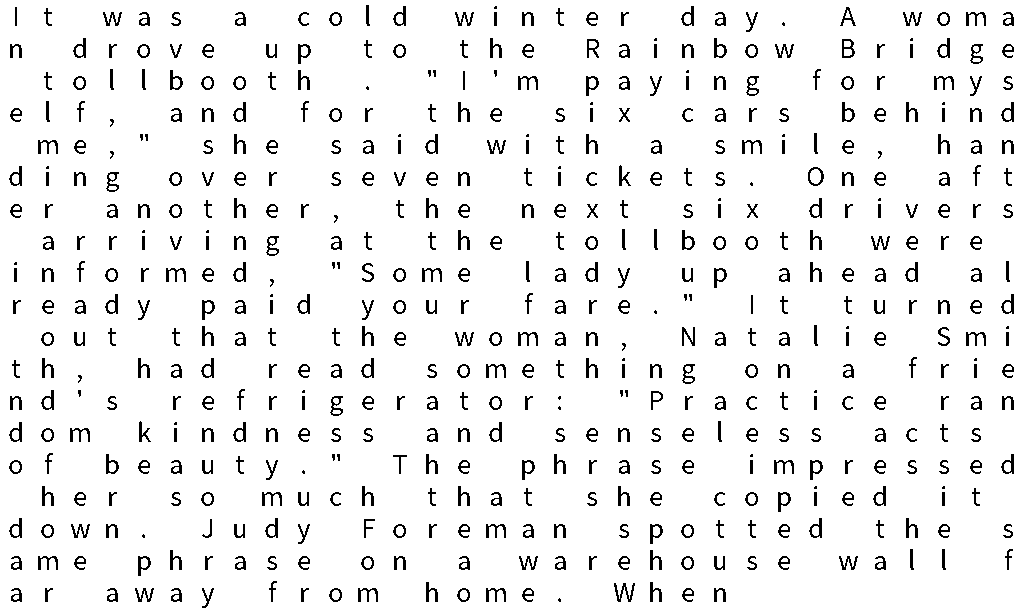 It was a cold winter day. A woma
n drove up to the Rainbow Bridge
 tollbooth. "I'm paying for mys
elf, and for the six cars behind
 me," she said with a smile, han
ding over seven tickets. One aft
er another, the next six drivers
 arriving at the tollbooth were
informed, "Some lady up ahead al
ready paid your fare." It turned
 out that the woman, Natalie Smi
th, had read something on a frie
nd's refrigerator: "Practice ran
dom kindness and senseless acts
of beauty." The phrase impressed
 her so much that she copied it
down. Judy Foreman spotted the s
ame phrase on a warehouse wall f
ar away from home. When